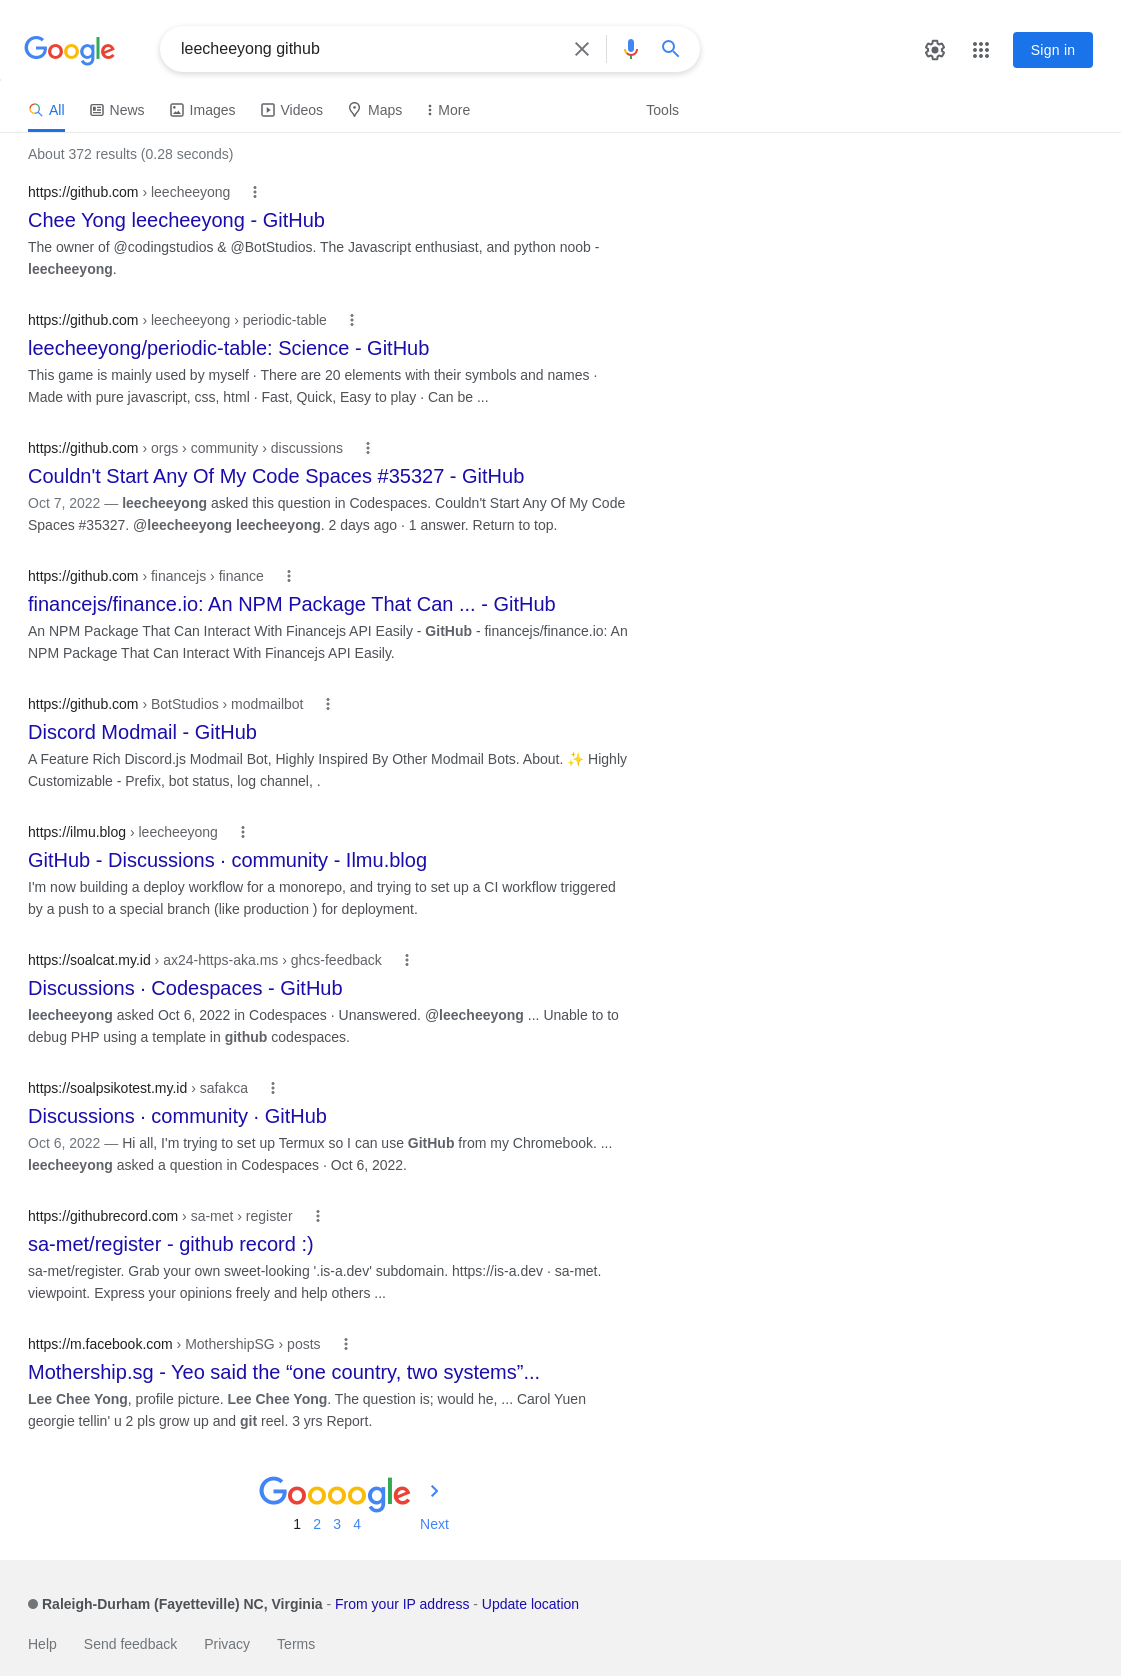 Google
leecheeyong github
Sign in
All News Images Videos Maps More Tools
About 372 results (0.28 seconds)
https://github.com › leecheeyong
Chee Yong leecheeyong - GitHub
The owner of @codingstudios & @BotStudios. The Javascript enthusiast, and python noob -
leecheeyong.
https://github.com › leecheeyong › periodic-table
leecheeyong/periodic-table: Science - GitHub
This game is mainly used by myself · There are 20 elements with their symbols and names ·
Made with pure javascript, css, html · Fast, Quick, Easy to play · Can be ...
https://github.com › orgs › community › discussions
Couldn't Start Any Of My Code Spaces #35327 - GitHub
Oct 7, 2022 — leecheeyong asked this question in Codespaces. Couldn't Start Any Of My Code
Spaces #35327. @leecheeyong leecheeyong. 2 days ago · 1 answer. Return to top.
https://github.com › financejs › finance
financejs/finance.io: An NPM Package That Can ... - GitHub
An NPM Package That Can Interact With Financejs API Easily - GitHub - financejs/finance.io: An
NPM Package That Can Interact With Financejs API Easily.
https://github.com › BotStudios › modmailbot
Discord Modmail - GitHub
A Feature Rich Discord.js Modmail Bot, Highly Inspired By Other Modmail Bots. About. ✨ Highly
Customizable - Prefix, bot status, log channel, .
https://ilmu.blog › leecheeyong
GitHub - Discussions · community - Ilmu.blog
I'm now building a deploy workflow for a monorepo, and trying to set up a CI workflow triggered
by a push to a special branch (like production ) for deployment.
https://soalcat.my.id › ax24-https-aka.ms › ghcs-feedback
Discussions · Codespaces - GitHub
leecheeyong asked Oct 6, 2022 in Codespaces · Unanswered. @leecheeyong ... Unable to to
debug PHP using a template in github codespaces.
https://soalpsikotest.my.id › safakca
Discussions · community · GitHub
Oct 6, 2022 — Hi all, I'm trying to set up Termux so I can use GitHub from my Chromebook. ...
leecheeyong asked a question in Codespaces · Oct 6, 2022.
https://githubrecord.com › sa-met › register
sa-met/register - github record :)
sa-met/register. Grab your own sweet-looking '.is-a.dev' subdomain. https://is-a.dev · sa-met.
viewpoint. Express your opinions freely and help others ...
https://m.facebook.com › MothershipSG › posts
Mothership.sg - Yeo said the “one country, two systems”...
Lee Chee Yong, profile picture. Lee Chee Yong. The question is; would he, ... Carol Yuen
georgie tellin' u 2 pls grow up and git reel. 3 yrs Report.
Goooogle
1 2 3 4 Next
Raleigh-Durham (Fayetteville) NC, Virginia - From your IP address - Update location
Help Send feedback Privacy Terms